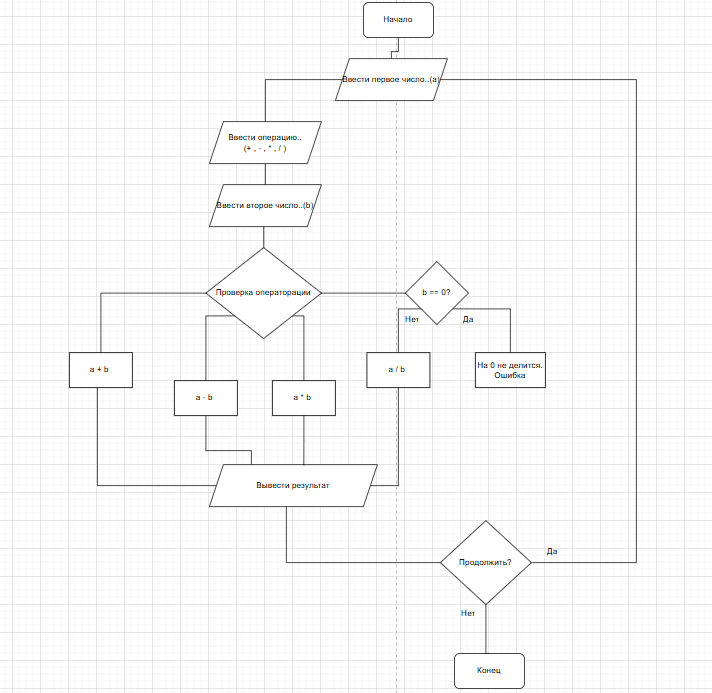 Начало
Ввести первое число..(a)
Ввести операцию..
(+ , - , * , / )
Ввести второе число..(b)
Проверка операторации
b == 0?
Нет
Да
a + b
a / b
На 0 не делится.
Ошибка
a - b
a * b
Вывести результат
Да
Продолжить?
Нет
Конец